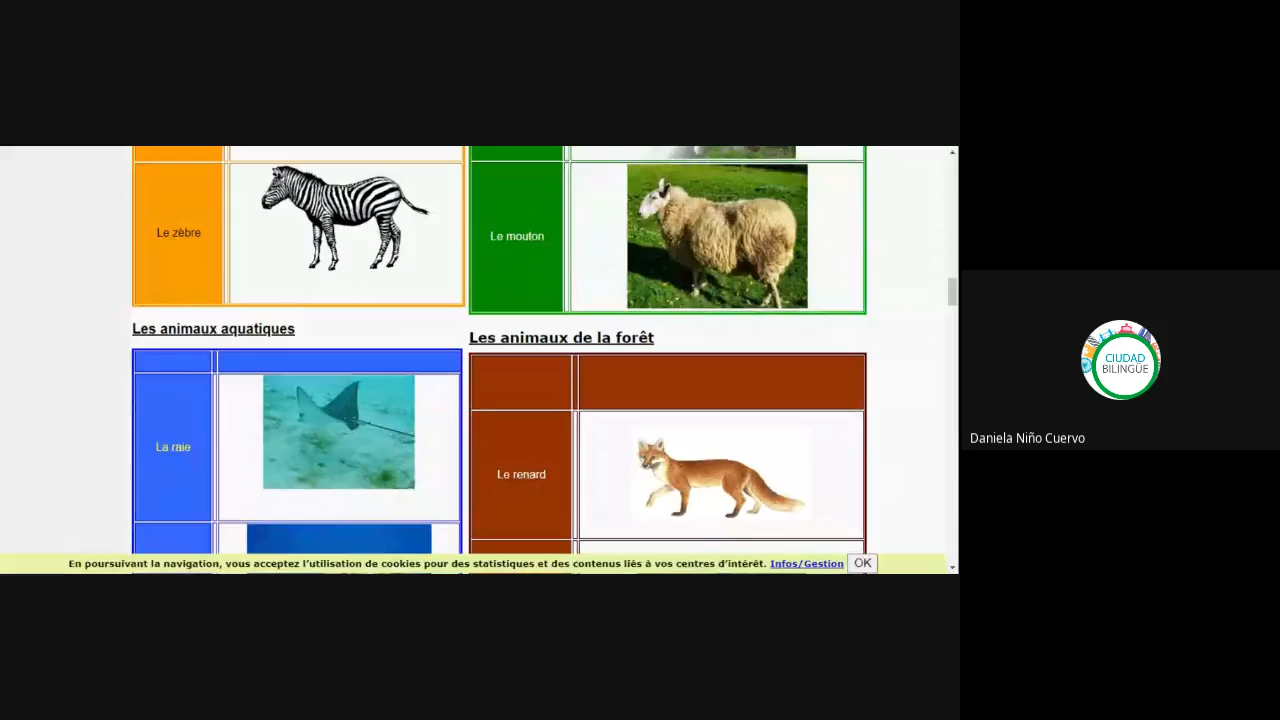 Le zèbre
Le mouton
Les animaux aquatiques
Les animaux de la forêt
La raie
Le renard
En poursuivant la navigation, vous acceptez l'utilisation de cookies pour des statistiques et des contenus liés à vos centres d'intérêt. Infos/Gestion OK
CIUDAD
BILINGÜE
Daniela Niño Cuervo